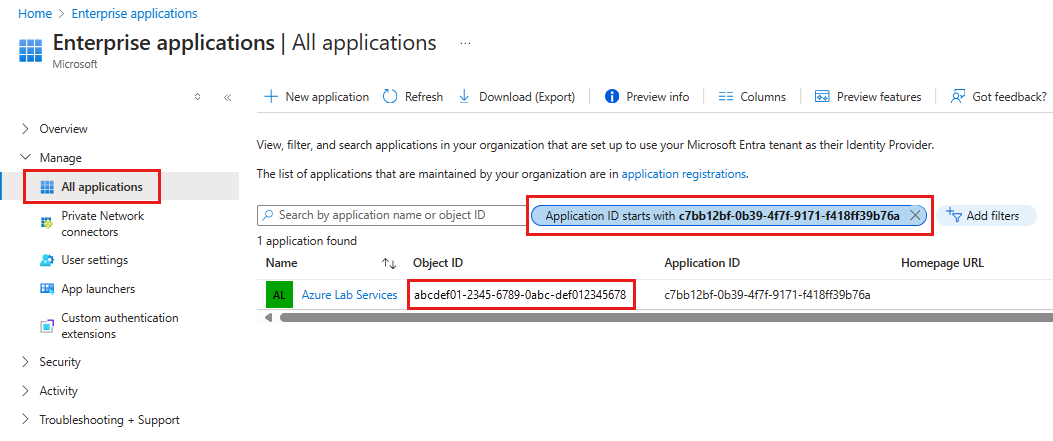 Home > Enterprise applications
Enterprise applications | All applications ...
Microsoft
«
New application Refresh Download (Export) Preview info Columns Preview features Got feedback?
Overview
Manage
All applications
Private Network
connectors
User settings
App launchers
Custom authentication
extensions
Security
Activity
Troubleshooting + Support
View, filter, and search applications in your organization that are set up to use your Microsoft Entra tenant as their Identity Provider.
The list of applications that are maintained by your organization are in application registrations.
Search by application name or object ID Application ID starts with c7bb12bf-0b39-4f7f-9171-f418ff39b76a Add filters
1 application found
Name Object ID Application ID Homepage URL
AL Azure Lab Services abcdef01-2345-6789-0abc-def012345678 c7bb12bf-0b39-4f7f-9171-f418ff39b76a